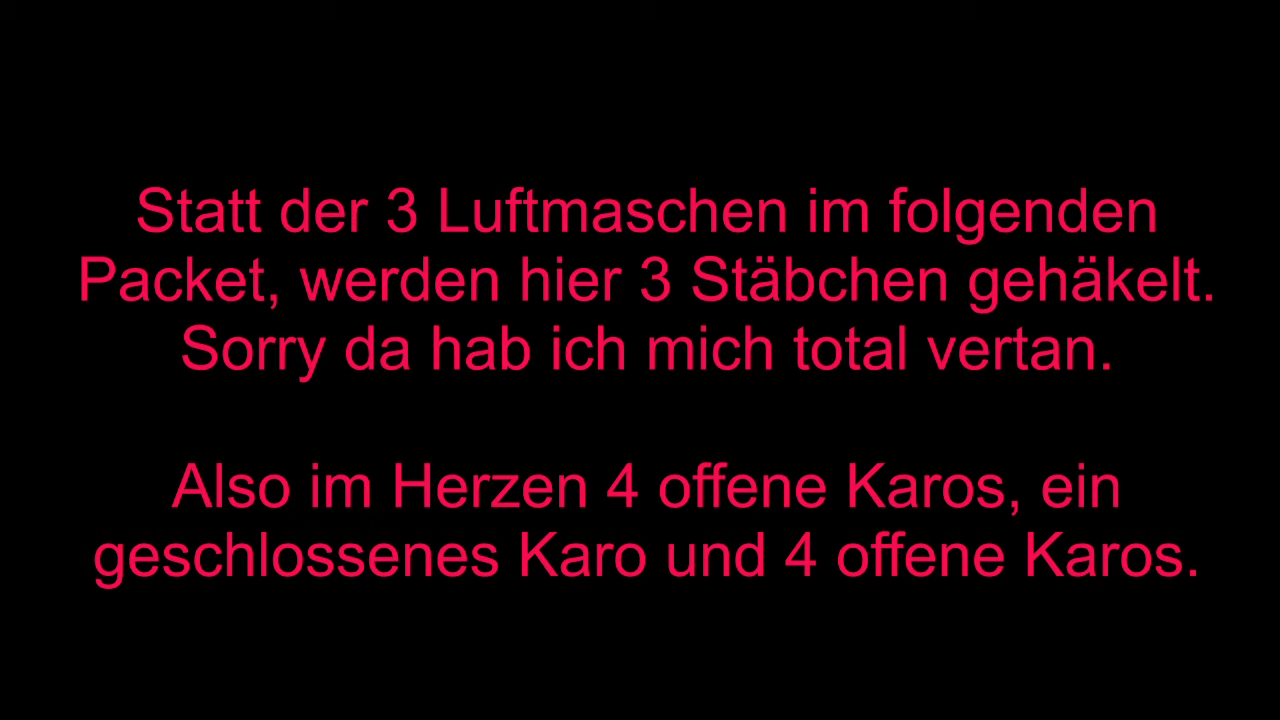 Statt der 3 Luftmaschen im folgenden
Packet, werden hier 3 Stäbchen gehäkelt.
Sorry da hab ich mich total vertan.
Also im Herzen 4 offene Karos, ein
geschlossenes Karo und 4 offene Karos.